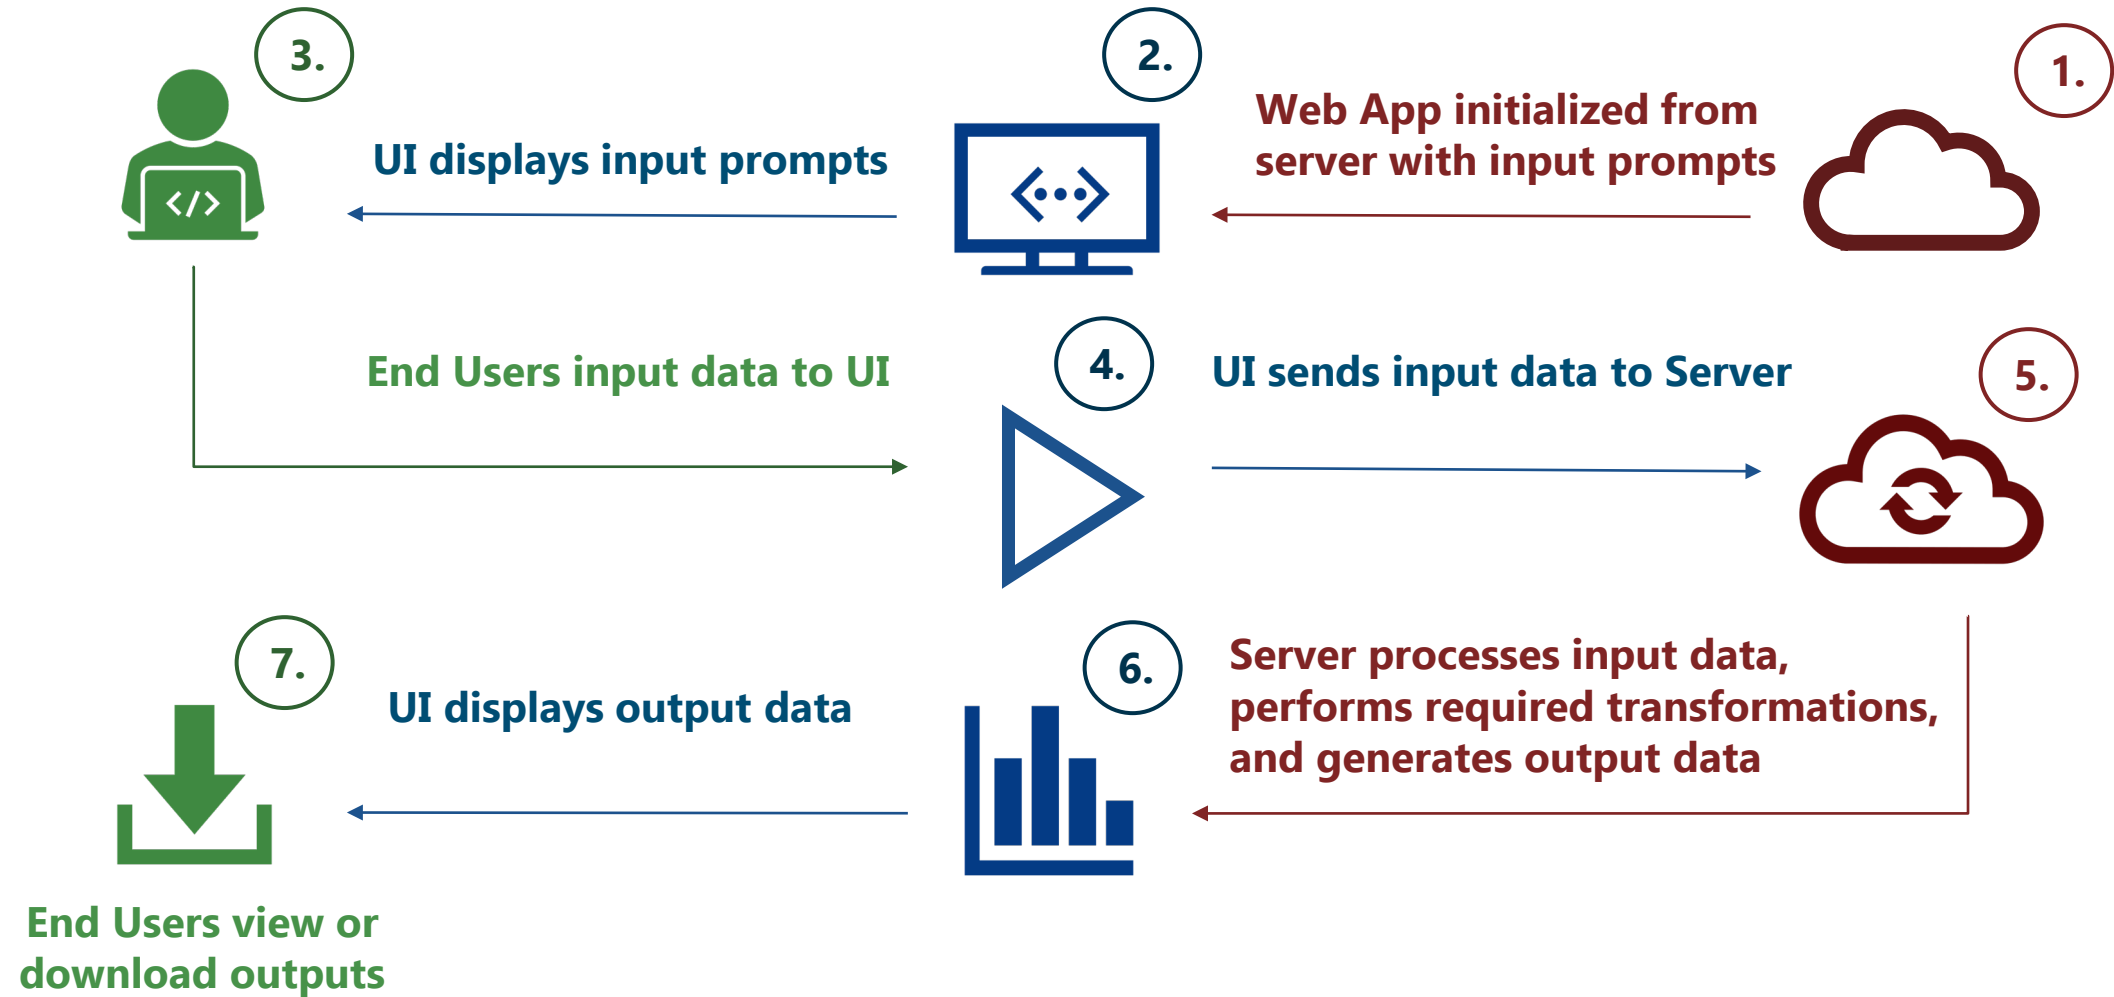 3.
2.
1.
UI displays input prompts
Web App initialized from
server with input prompts
</>
End Users input data to UI
4.
UI sends input data to Server
5.
7.
UI displays output data
6.
Server processes input data,
performs required transformations,
and generates output data
End Users view or
download outputs